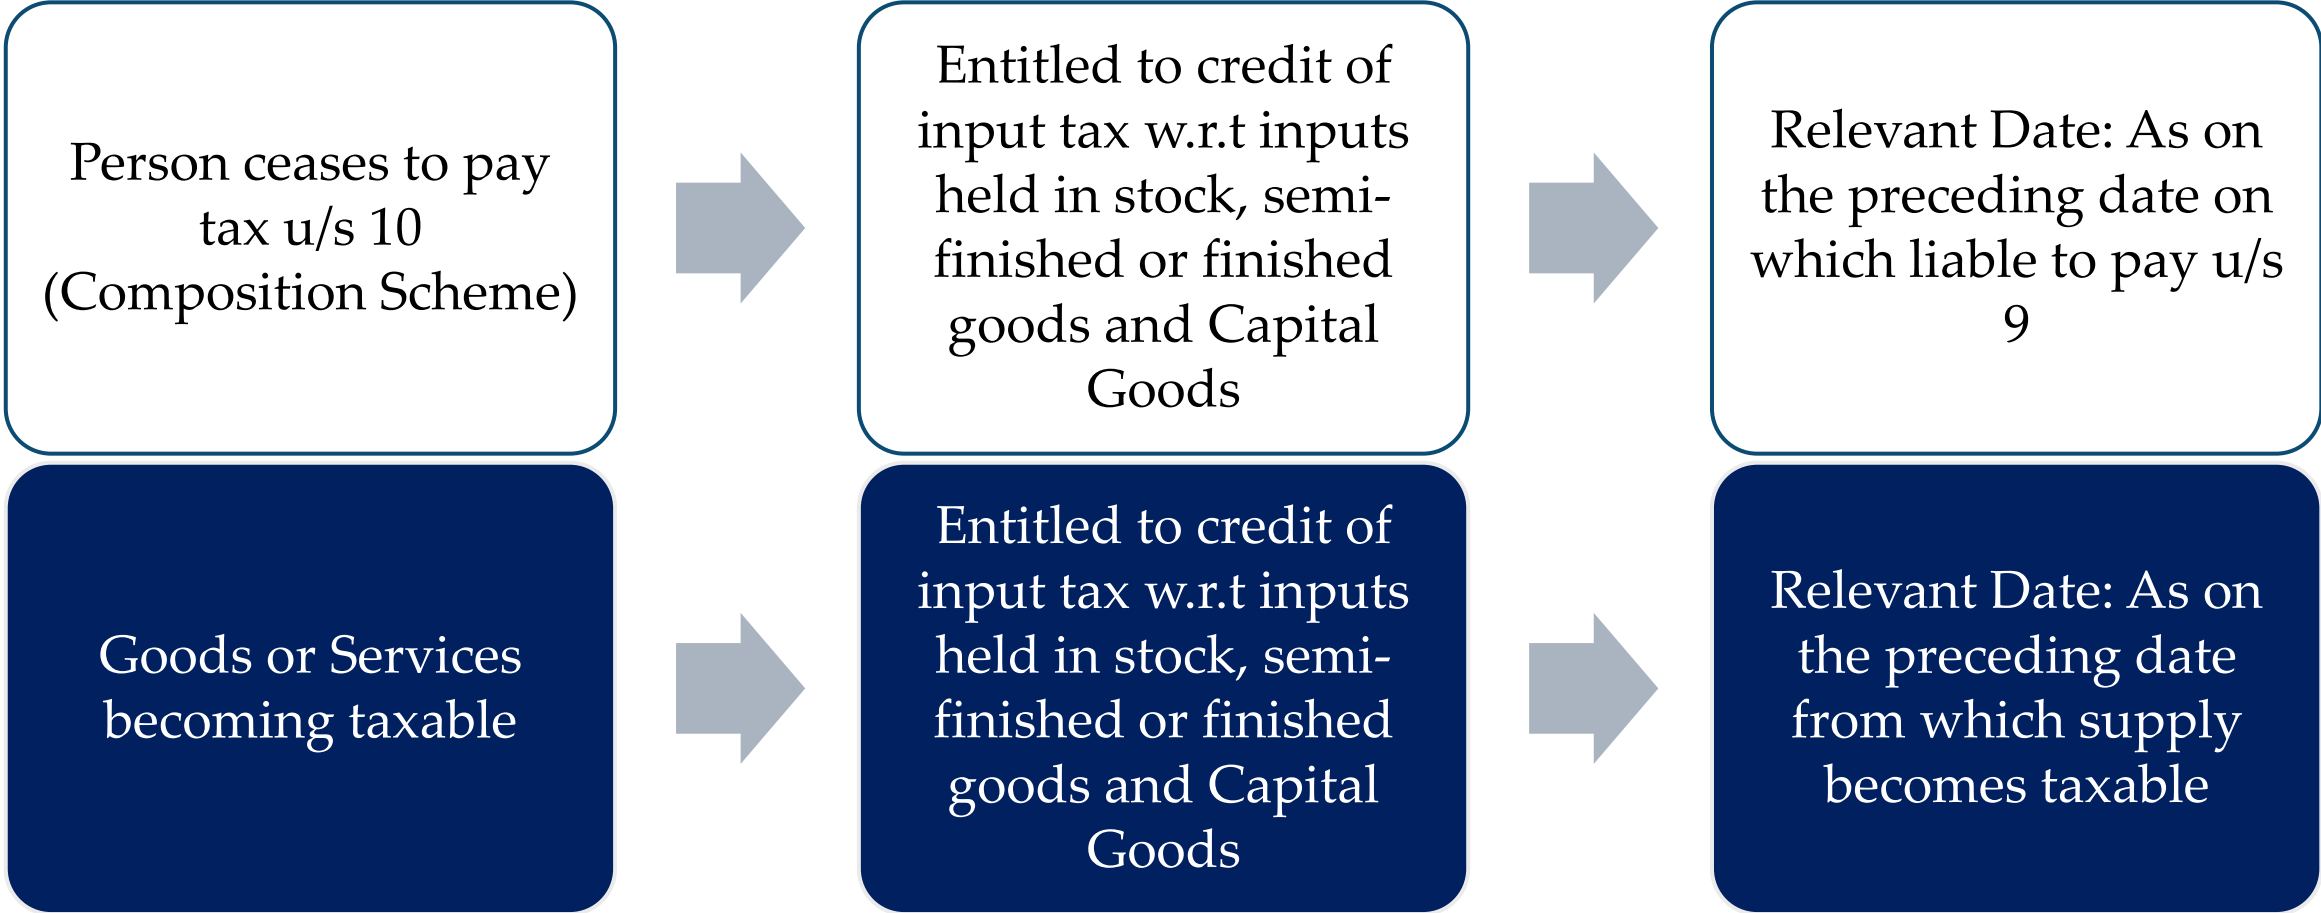 Person ceases to pay
tax u/s 10
(Composition Scheme)
Entitled to credit of
input tax w.r.t inputs
held in stock, semi-
finished or finished
goods and Capital
Goods
Relevant Date: As on
the preceding date on
which liable to pay u/s
9
Goods or Services
becoming taxable
Entitled to credit of
input tax w.r.t inputs
held in stock, semi-
finished or finished
goods and Capital
Goods
Relevant Date: As on
the preceding date
from which supply
becomes taxable